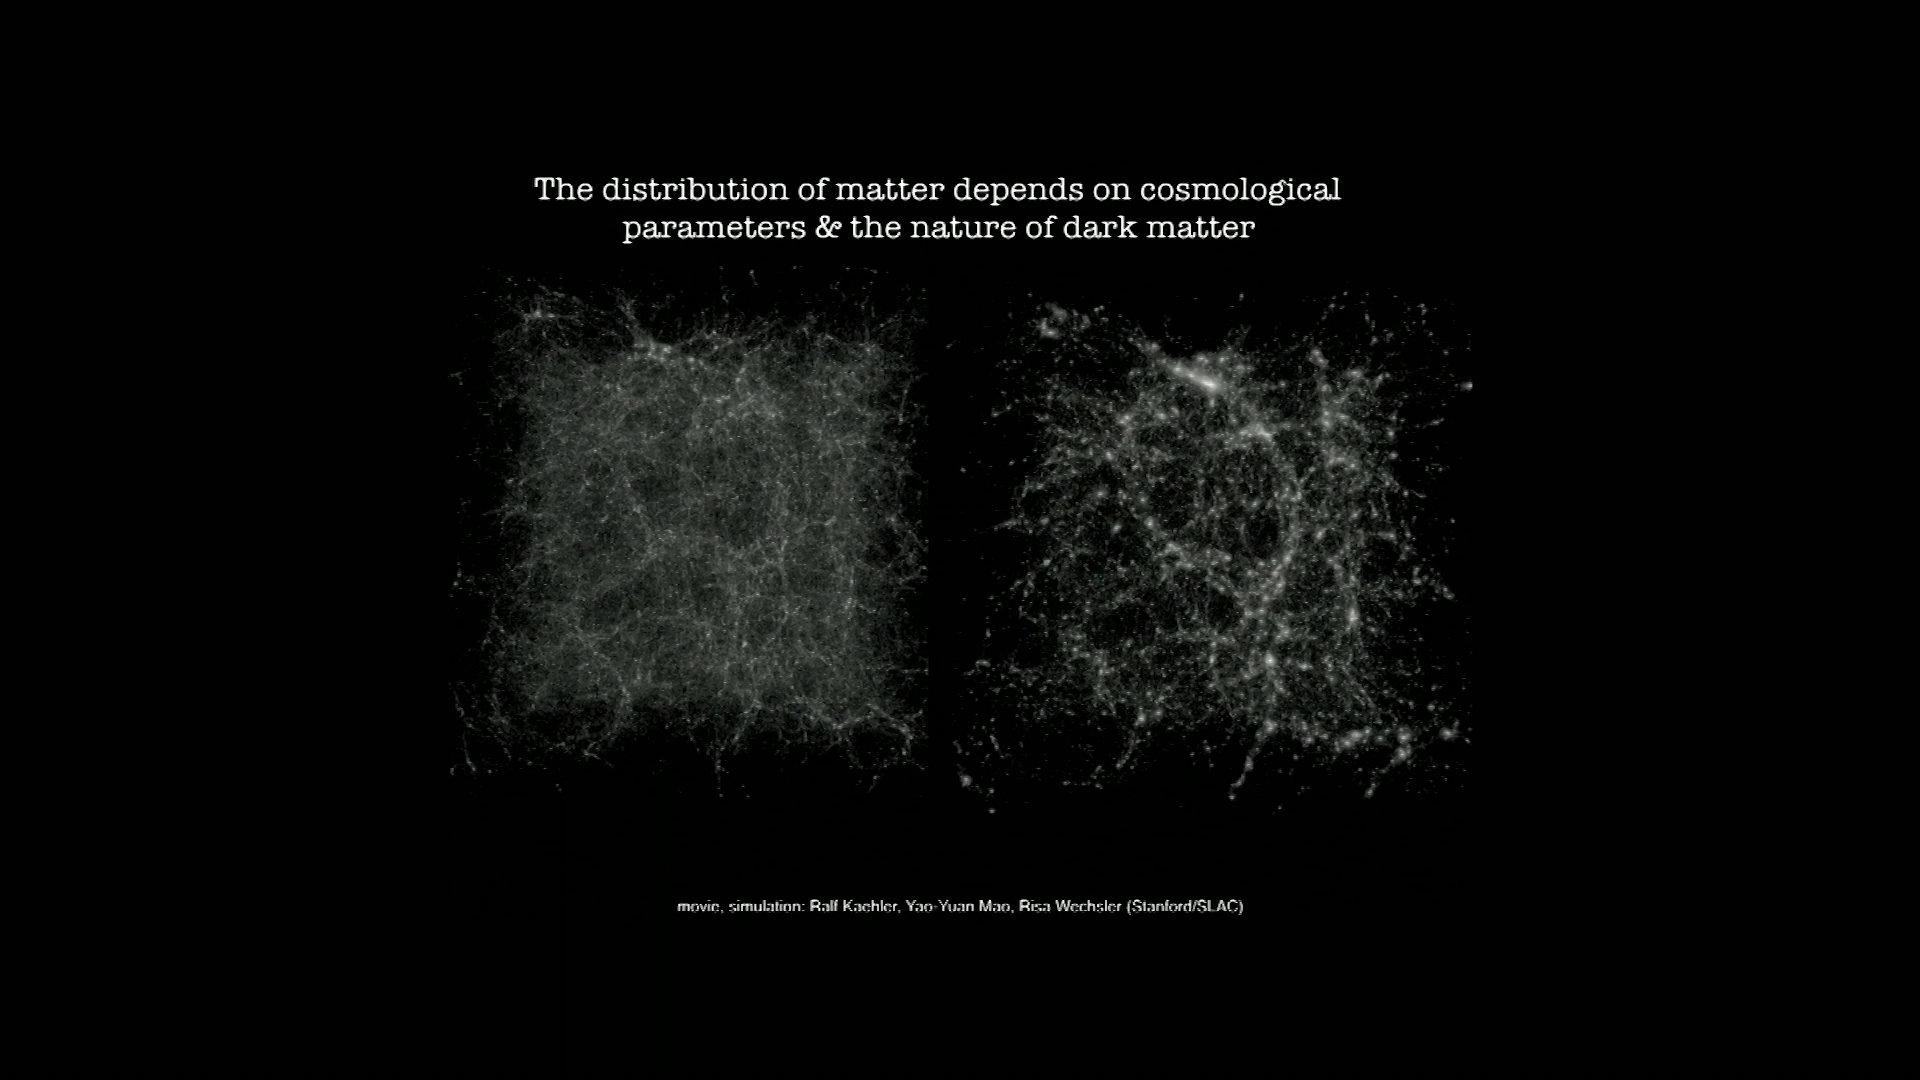 The distribution of matter depends on cosmological
parameters & the nature of dark matter
movie, simulation: Ralf Kaehler, Yao-Yuan Mao, Risa Wechsler (Stanford/SLAC)